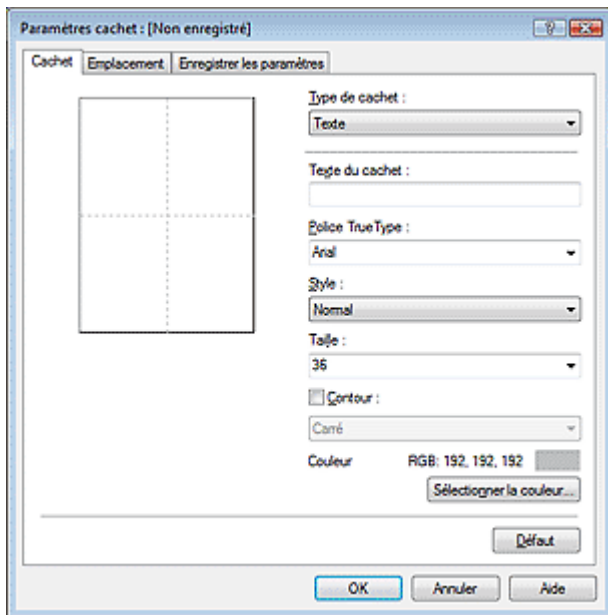 Paramètres cachet : [Non enregistré]
Cachet Emplacement Enregistrer les paramètres
Type de cachet :
Texte
Texte du cachet :
Police TrueType :
Arial
Style :
Normal
Taille :
36
Contour :
Carré
Couleur RGB: 192, 192, 192
Sélectionner la couleur...
Défaut
OK Annuler Aide